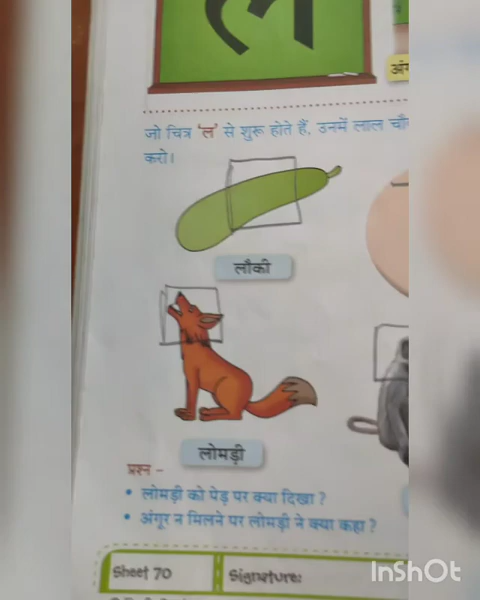 ल
अंग
जो चित्र 'ल' से शुरू होते हैं, उनमें लाल चौ
करो।
लौकी
लोमड़ी
प्रश्न -
• लोमड़ी को पेड़ पर क्या दिखा ?
• अंगूर न मिलने पर लोमड़ी ने क्या कहा ?
Sheet 70 Signature:
InShOt